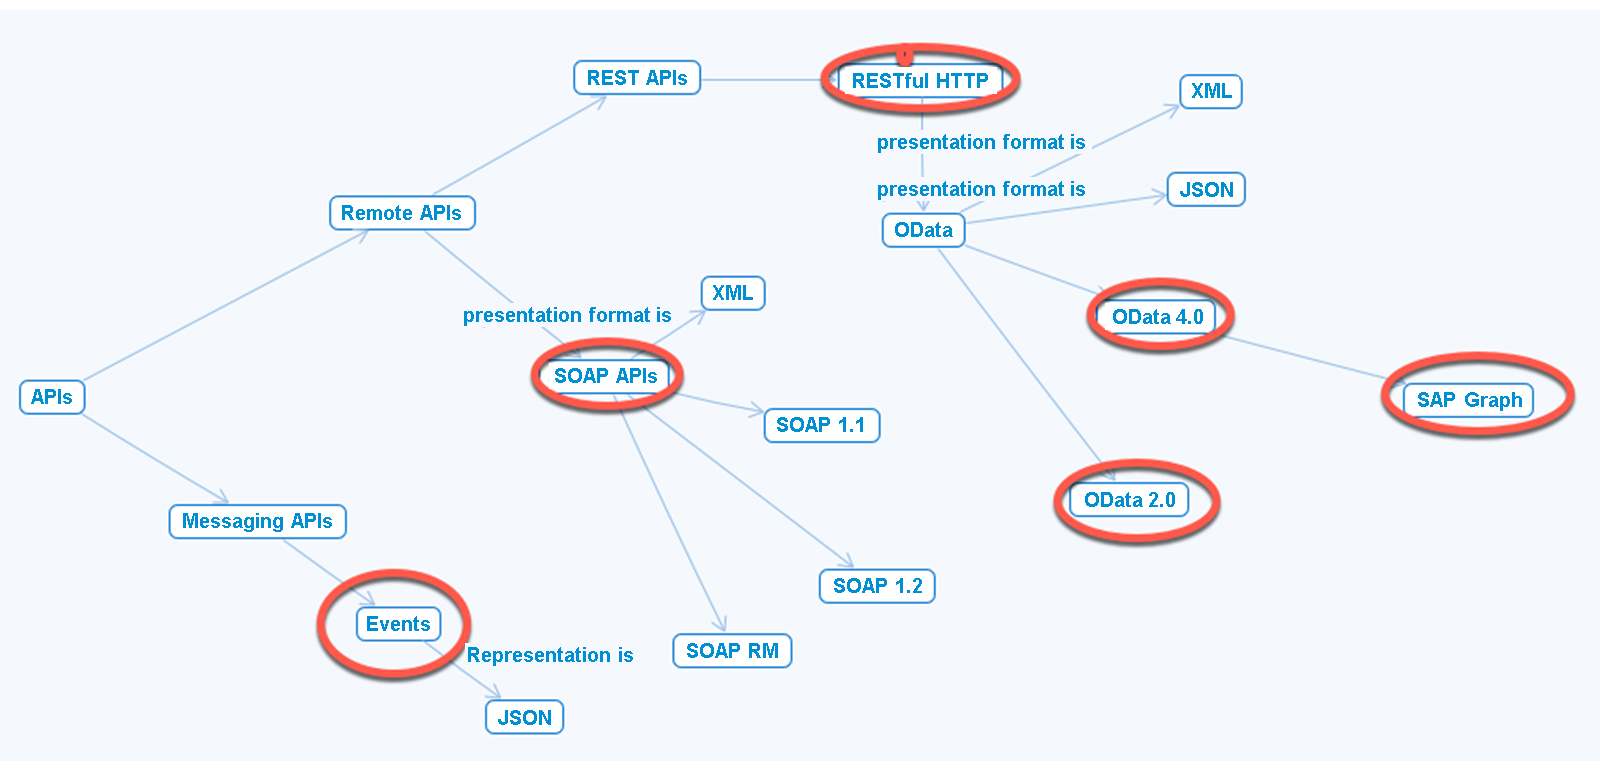 REST APIs
RESTful HTTP
XML
presentation format is
presentation format is
JSON
Remote APIs
OData
XML
presentation format is
OData 4.0
SOAP APIs
APIs
SAP Graph
SOAP 1.1
OData 2.0
Messaging APIs
SOAP 1.2
Events
Representation is
SOAP RM
JSON